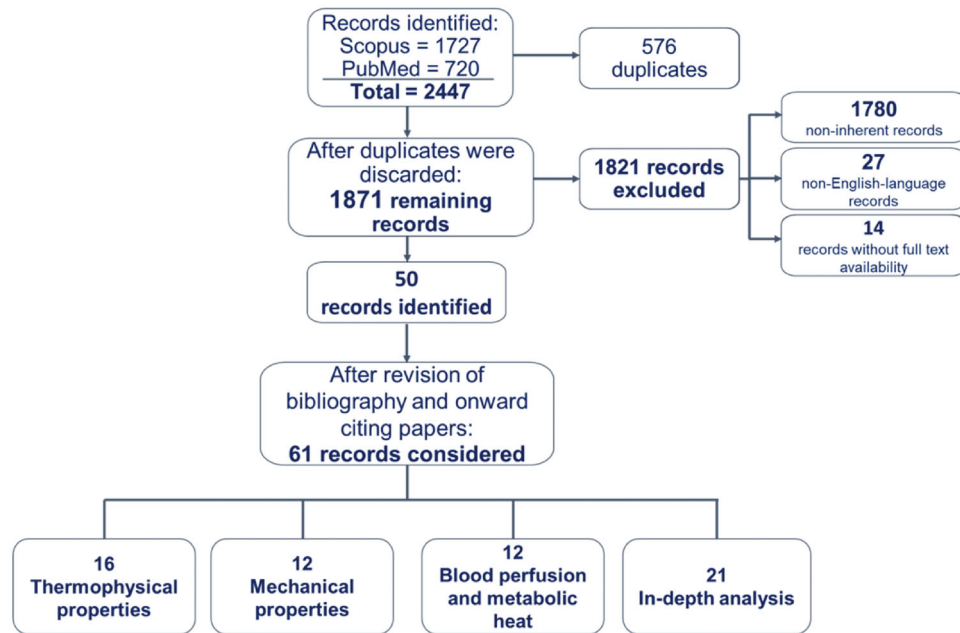 Records identified:
Scopus = 1727
PubMed = 720
Total = 2447
576
duplicates
After duplicates were
discarded:
1871 remaining
records
1821 records
excluded
1780
non-inherent records
27
non-English-language
records
14
records without full text
availability
50
records identified
After revision of
bibliography and onward
citing papers:
61 records considered
16
Thermophysical
properties
12
Mechanical
properties
12
Blood perfusion
and metabolic
heat
21
In-depth analysis